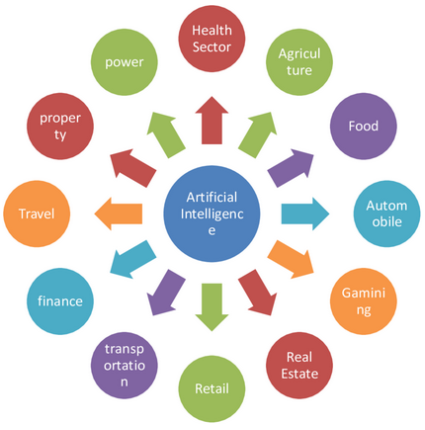 Health
Sector
Agricul
ture
Food
Autom
obile
Gamini
ng
Real
Estate
Retail
transp
ortatio
n
finance
Travel
proper
ty
power
Artificial
Intelligenc
e